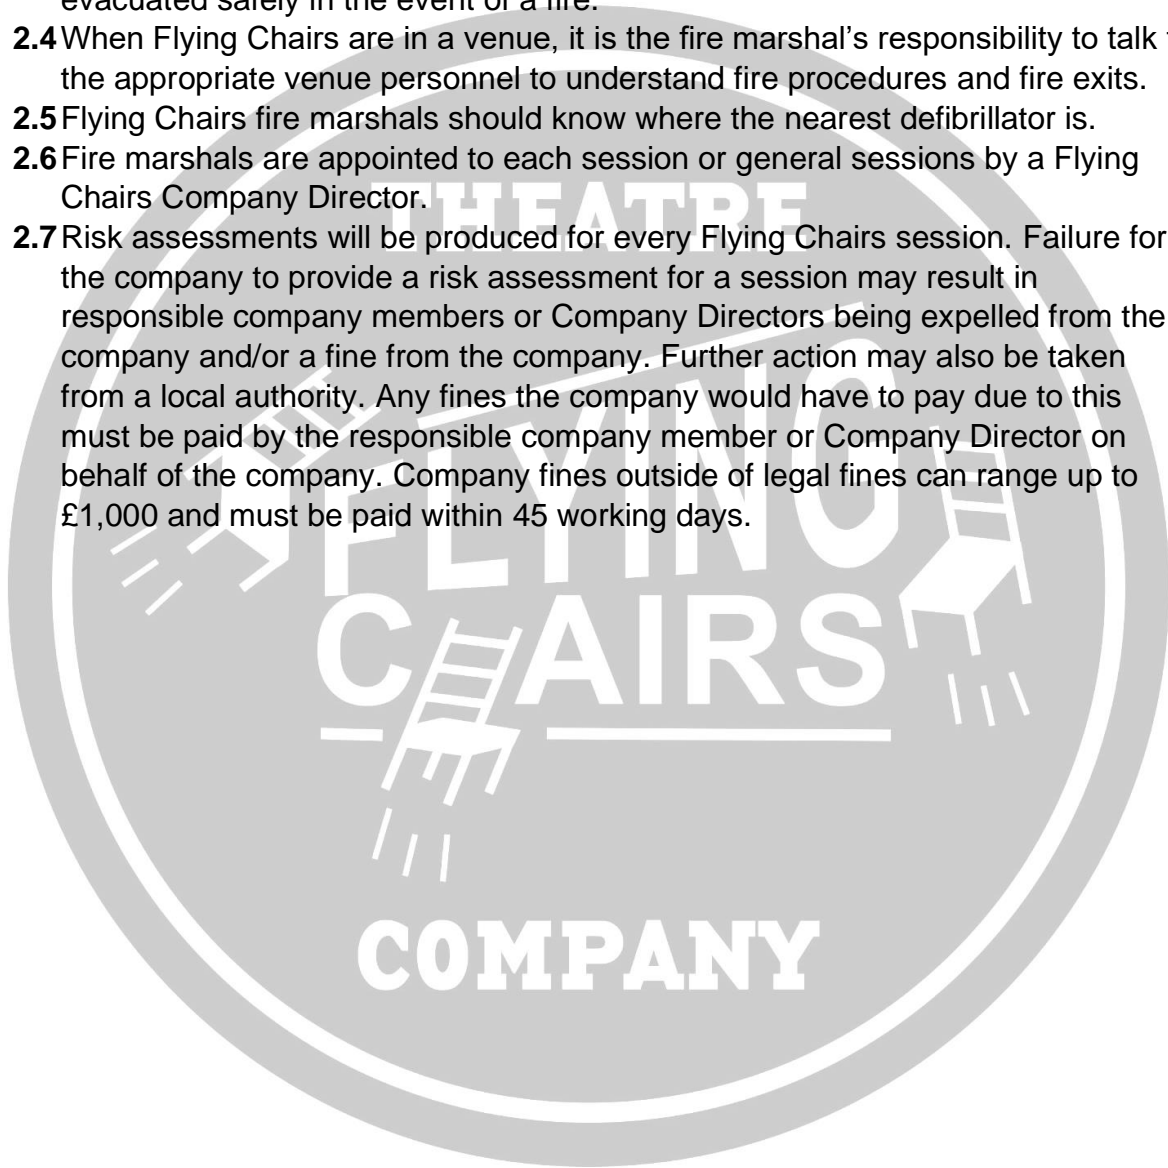 evacuated safely in the event of a fire.
2.4 When Flying Chairs are in a venue, it is the fire marshal's responsibility to talk
the appropriate venue personnel to understand fire procedures and fire exits.
2.5 Flying Chairs fire marshals should know where the nearest defibrillator is.
2.6 Fire marshals are appointed to each session or general sessions by a Flying
Chairs Company Director.
2.7 Risk assessments will be produced for every Flying Chairs session. Failure for
the company to provide a risk assessment for a session may result in
responsible company members or Company Directors being expelled from the
company and/or a fine from the company. Further action may also be taken
from a local authority. Any fines the company would have to pay due to this
must be paid by the responsible company member or Company Director on
behalf of the company. Company fines outside of legal fines can range up to
£1,000 and must be paid within 45 working days.
THEATRE
THE
FLYING
CHAIRS
COMPANY